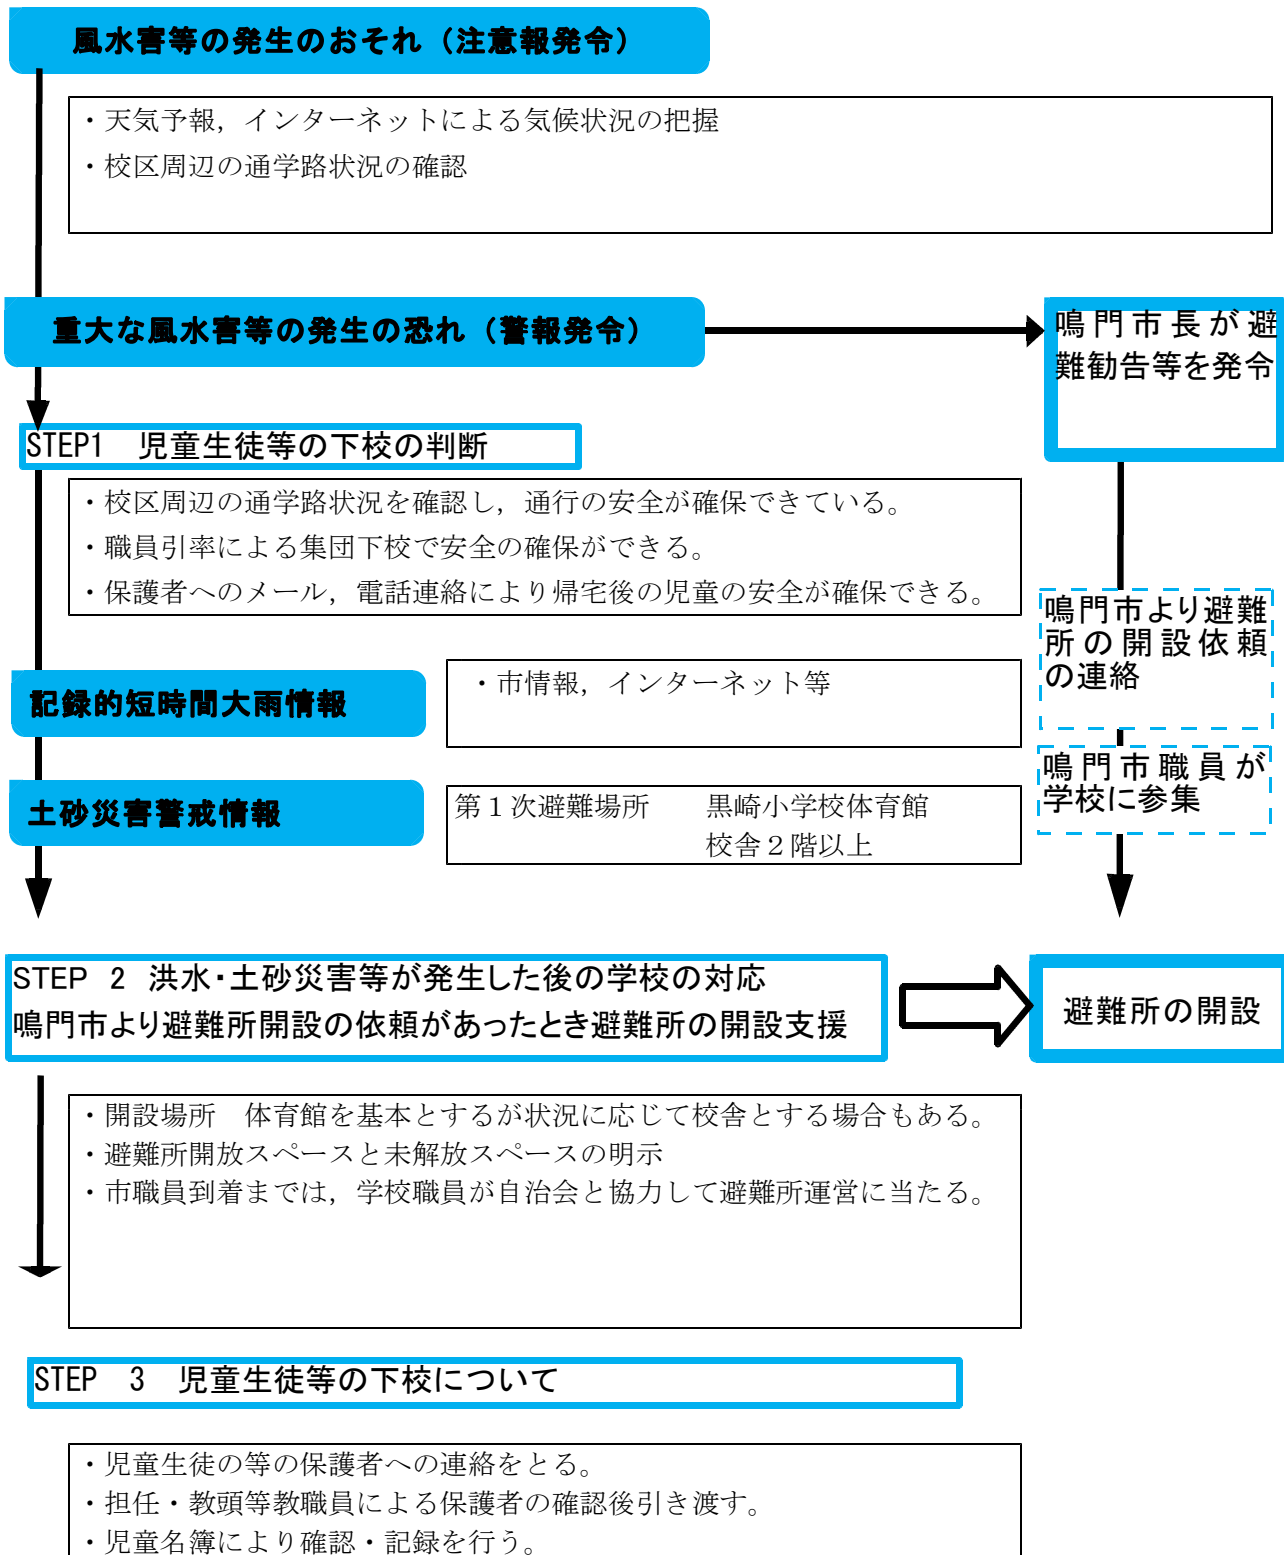 風水害等の発生のおそれ（注意報発令）
・天気予報，インターネットによる気候状況の把握
・校区周辺の通学路状況の確認
重大な風水害等の発生の恐れ（警報発令）
鳴門市長が避
難勧告等を発令
STEP1　児童生徒等の下校の判断
・校区周辺の通学路状況を確認し，通行の安全が確保できている。
・職員引率による集団下校で安全の確保ができる。
・保護者へのメール，電話連絡により帰宅後の児童の安全が確保できる。
鳴門市より避難
所の開設依頼
の連絡
記録的短時間大雨情報
・市情報，インターネット等
鳴門市職員が
学校に参集
土砂災害警戒情報
第１次避難場所　　黒崎小学校体育館
校舎２階以上
STEP　2　洪水・土砂災害等が発生した後の学校の対応
鳴門市より避難所開設の依頼があったとき避難所の開設支援
避難所の開設
・開設場所　体育館を基本とするが状況に応じて校舎とする場合もある。
・避難所開放スペースと未解放スペースの明示
・市職員到着までは，学校職員が自治会と協力して避難所運営に当たる。
STEP　3　児童生徒等の下校について
・児童生徒の等の保護者への連絡をとる。
・担任・教頭等教職員による保護者の確認後引き渡す。
・児童名簿により確認・記録を行う。